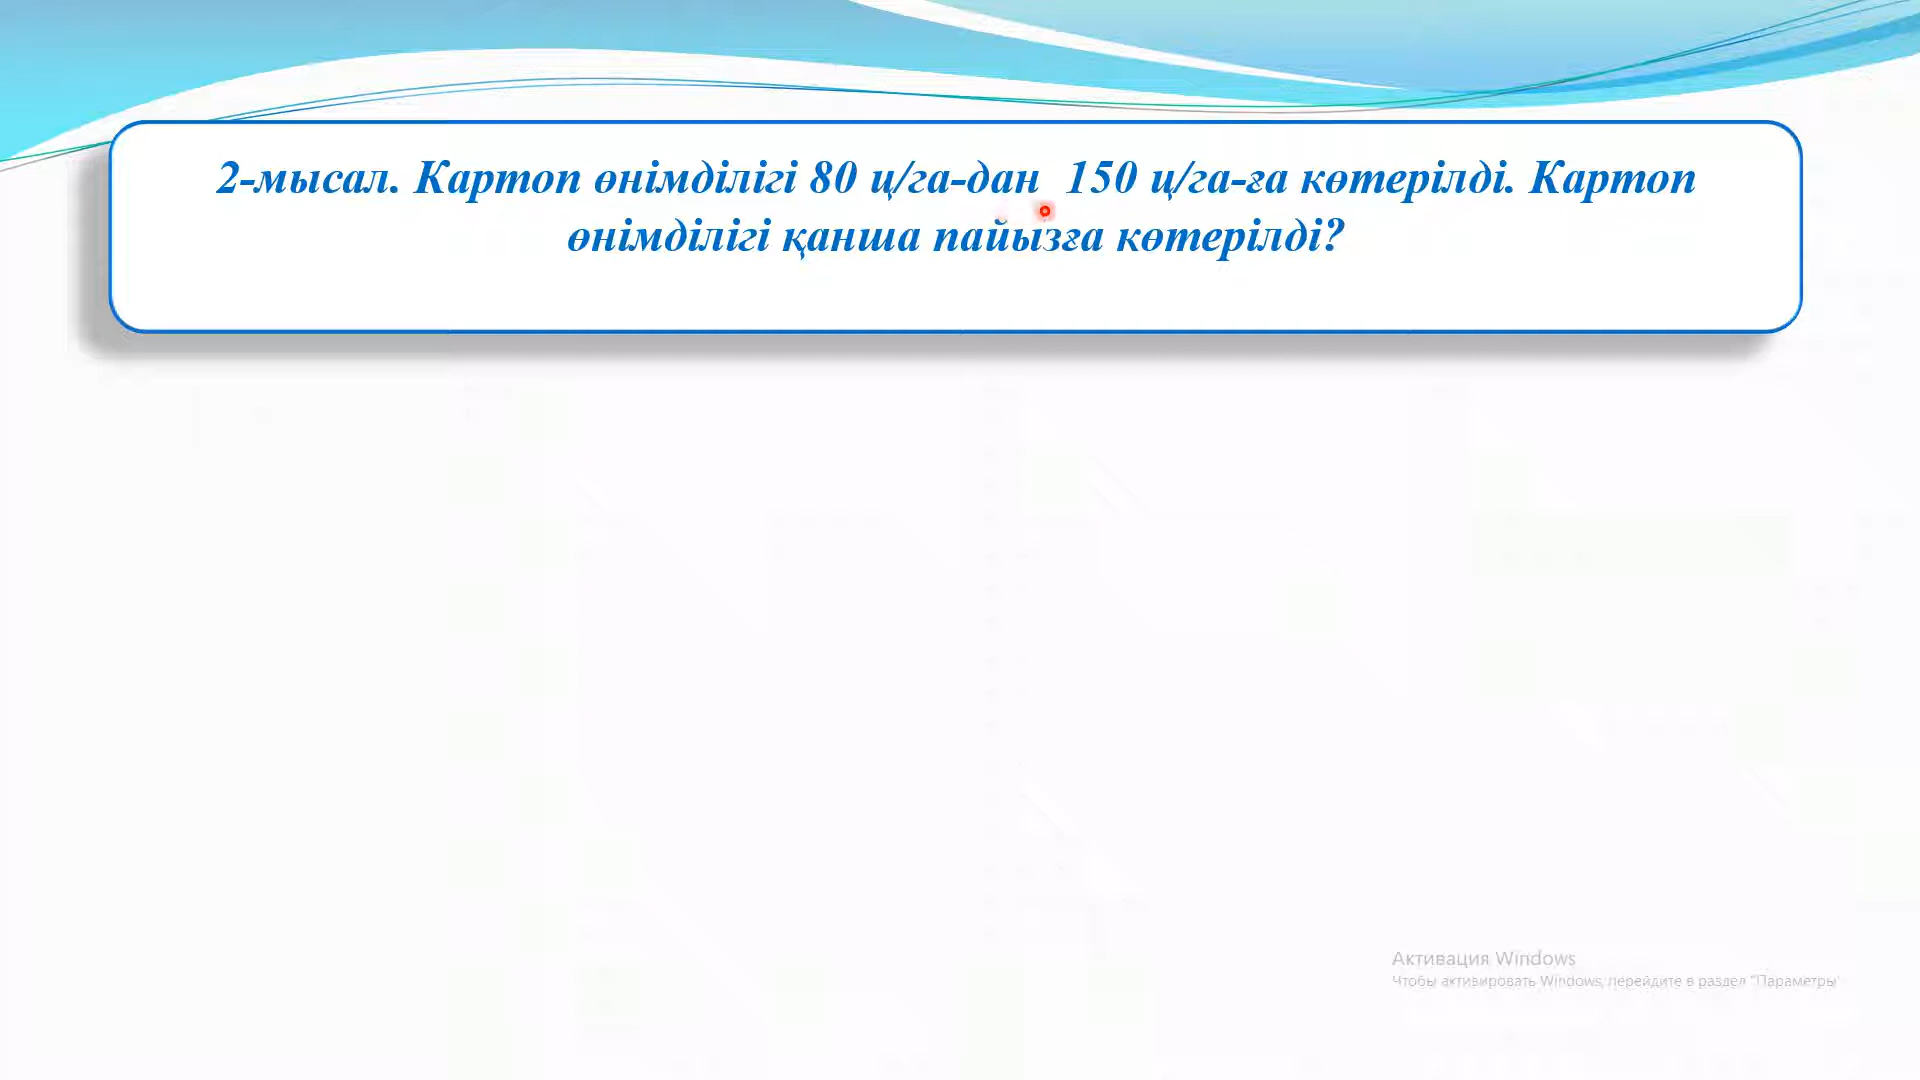 2-мысал. Картоп өнімділігі 80 ц/га-дан 150 ц/га-ға көтерілді. Картоп
өнімділігі қанша пайызға көтерілді?
Активация Windows
Чтобы активировать Windows, перейдите в раздел "Параметры"